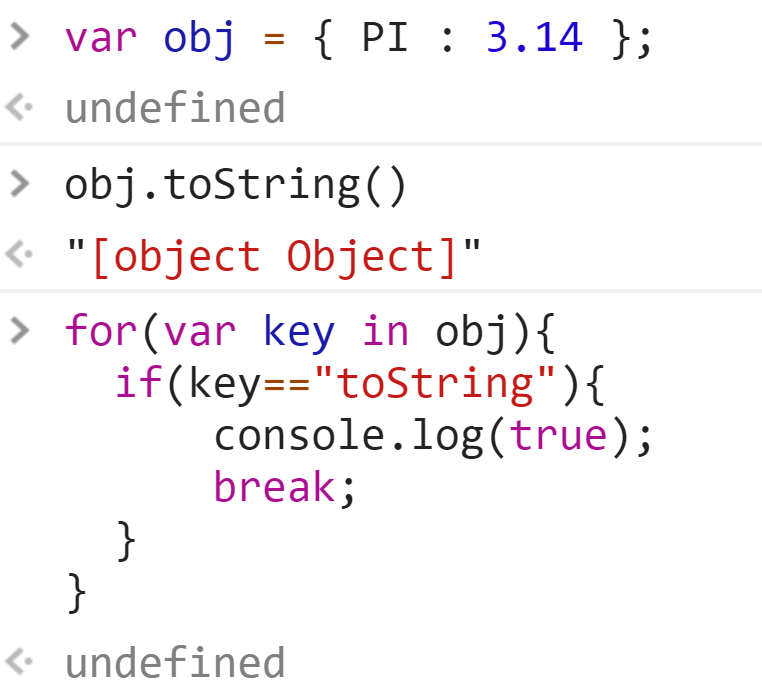 > var obj = { PI : 3.14 };
undefined
> obj.toString()
"[object Object]"
> for(var key in obj){
if(key=="toString"){
console.log(true);
break;
}
}
undefined